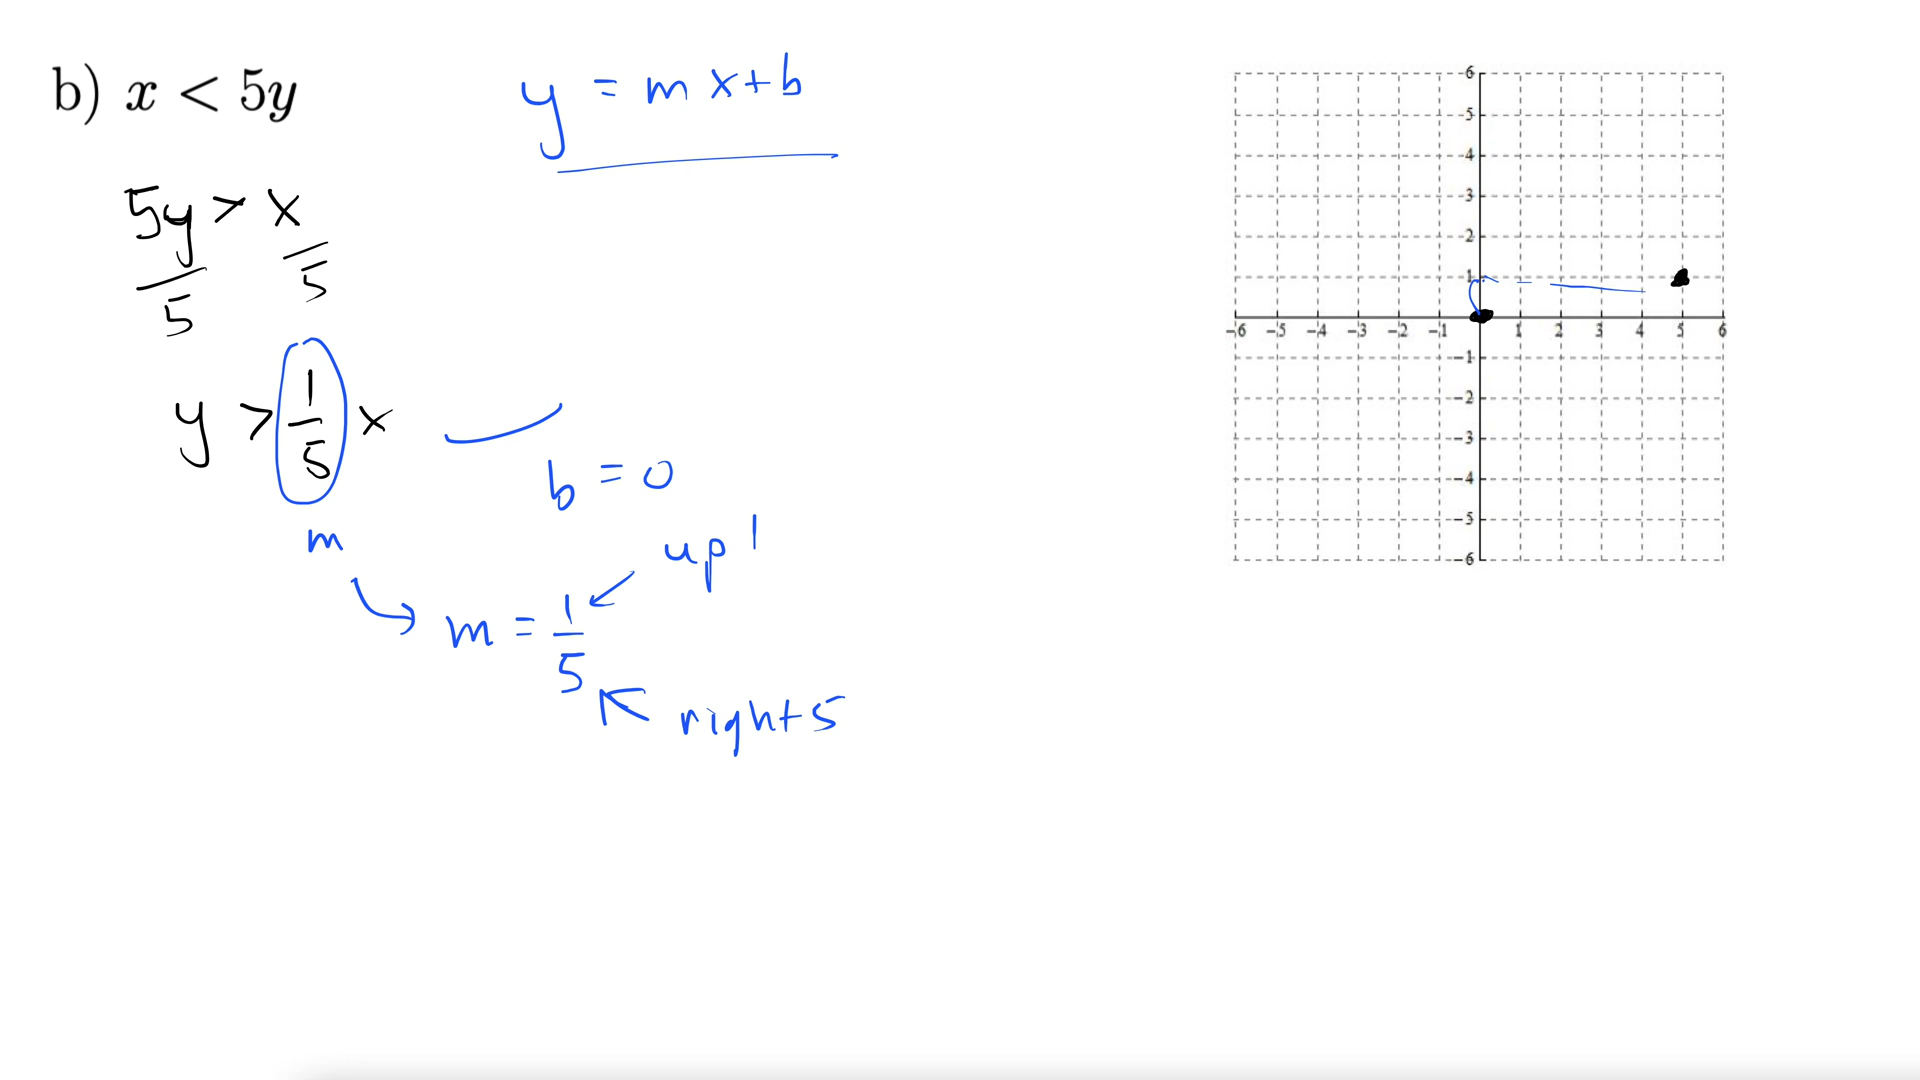 b) x < 5y
y = mx+b
5y > x
5 5
y > 1/5 x
b = 0
m
up 1
m = 1/5
right 5
6
5
4
3
2
1
-6 -5 -4 -3 -2 -1 1 2 3 4 5 6
-1
-2
-3
-4
-5
-6